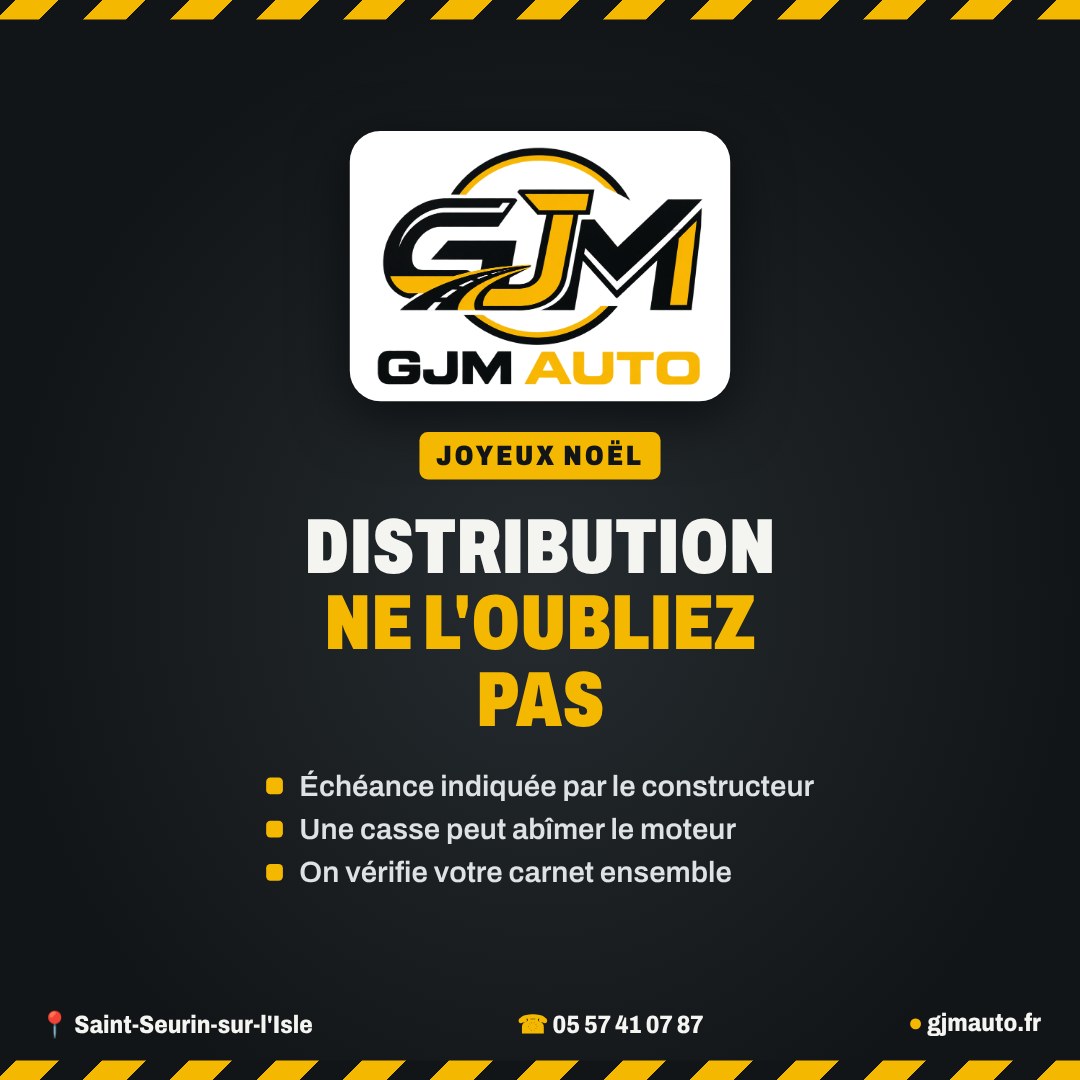 GJM
GJM AUTO
JOYEUX NOËL
DISTRIBUTION
NE L'OUBLIEZ
PAS
Échéance indiquée par le constructeur
Une casse peut abîmer le moteur
On vérifie votre carnet ensemble
📍 Saint-Seurin-sur-l'Isle ☎ 05 57 41 07 87 ● gjmauto.fr